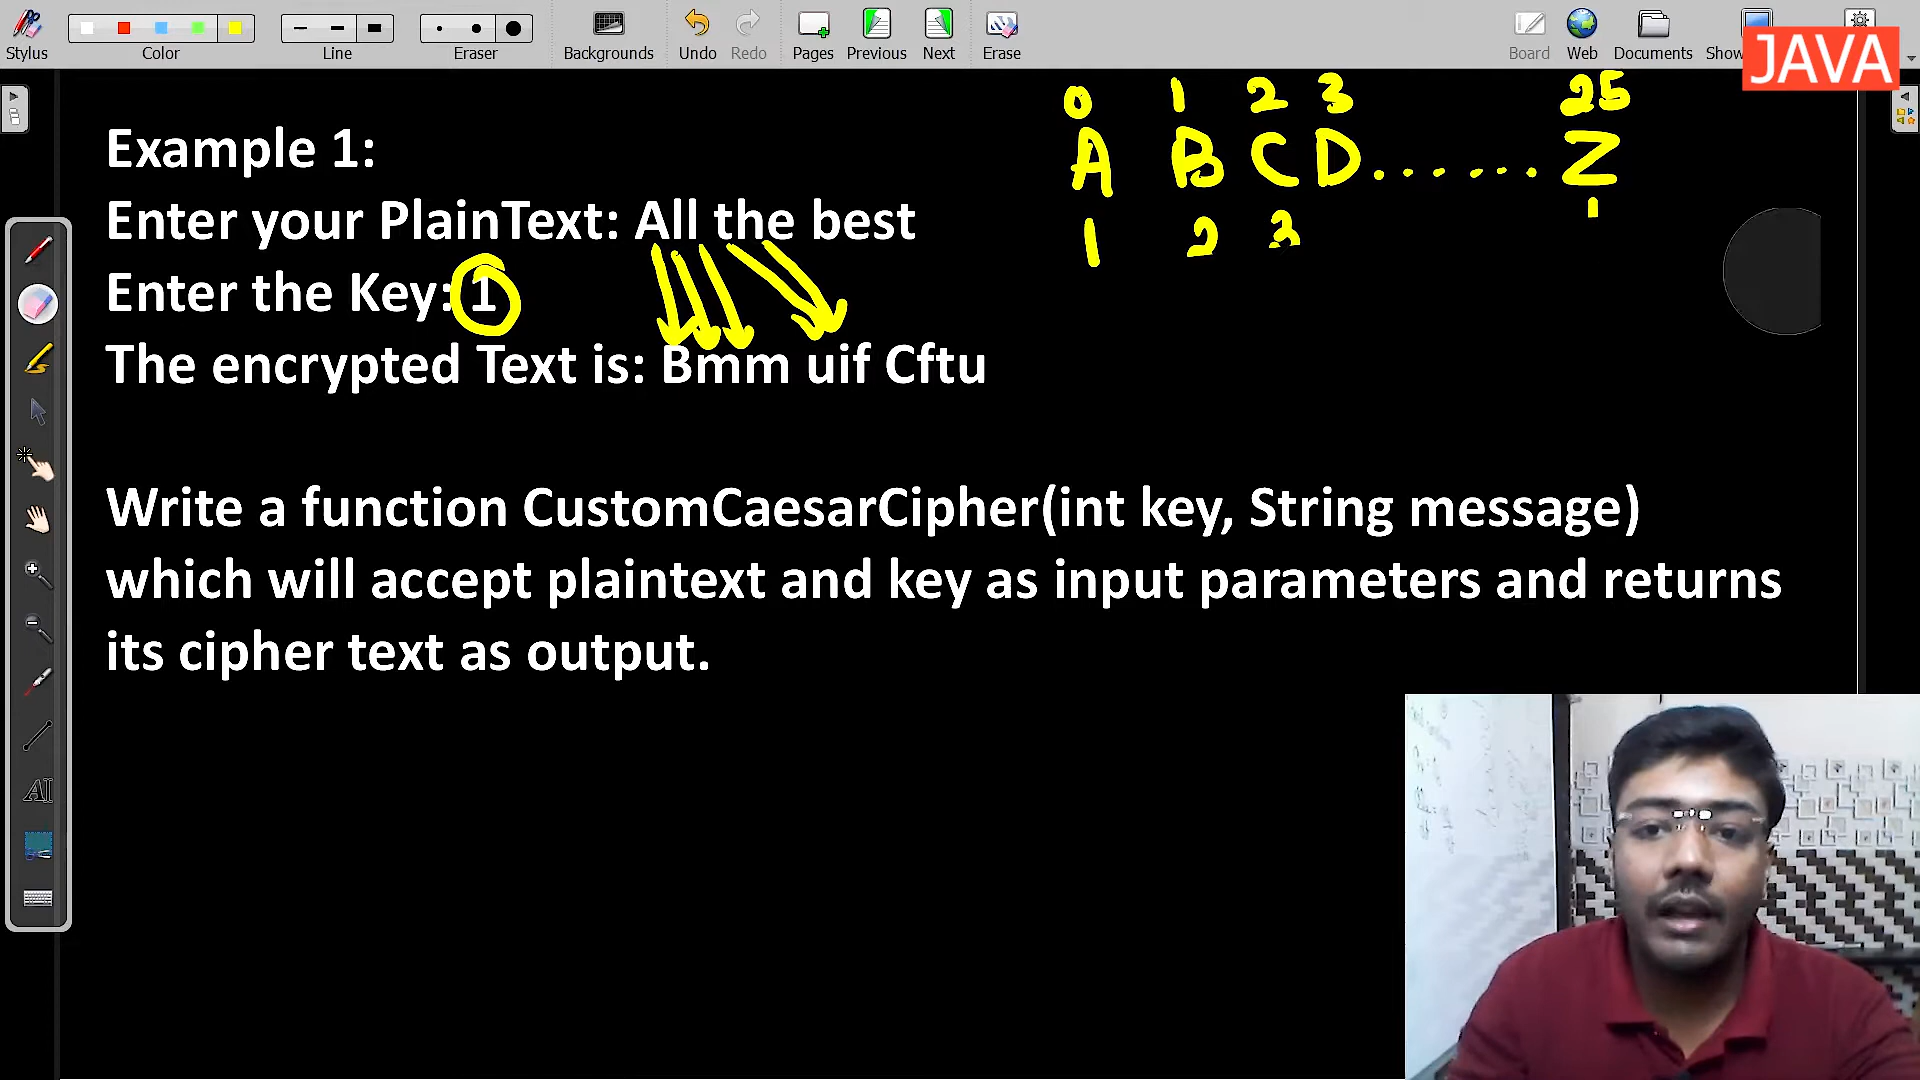 Stylus Color Line Eraser Backgrounds Undo Redo Pages Previous Next Erase Board Web Documents Show
JAVA
0 1 2 3 25
A B C D ...... Z
1 2 3
Example 1:
Enter your PlainText: All the best
Enter the Key: 1
The encrypted Text is: Bmm uif Cftu
Write a function CustomCaesarCipher(int key, String message)
which will accept plaintext and key as input parameters and returns
its cipher text as output.